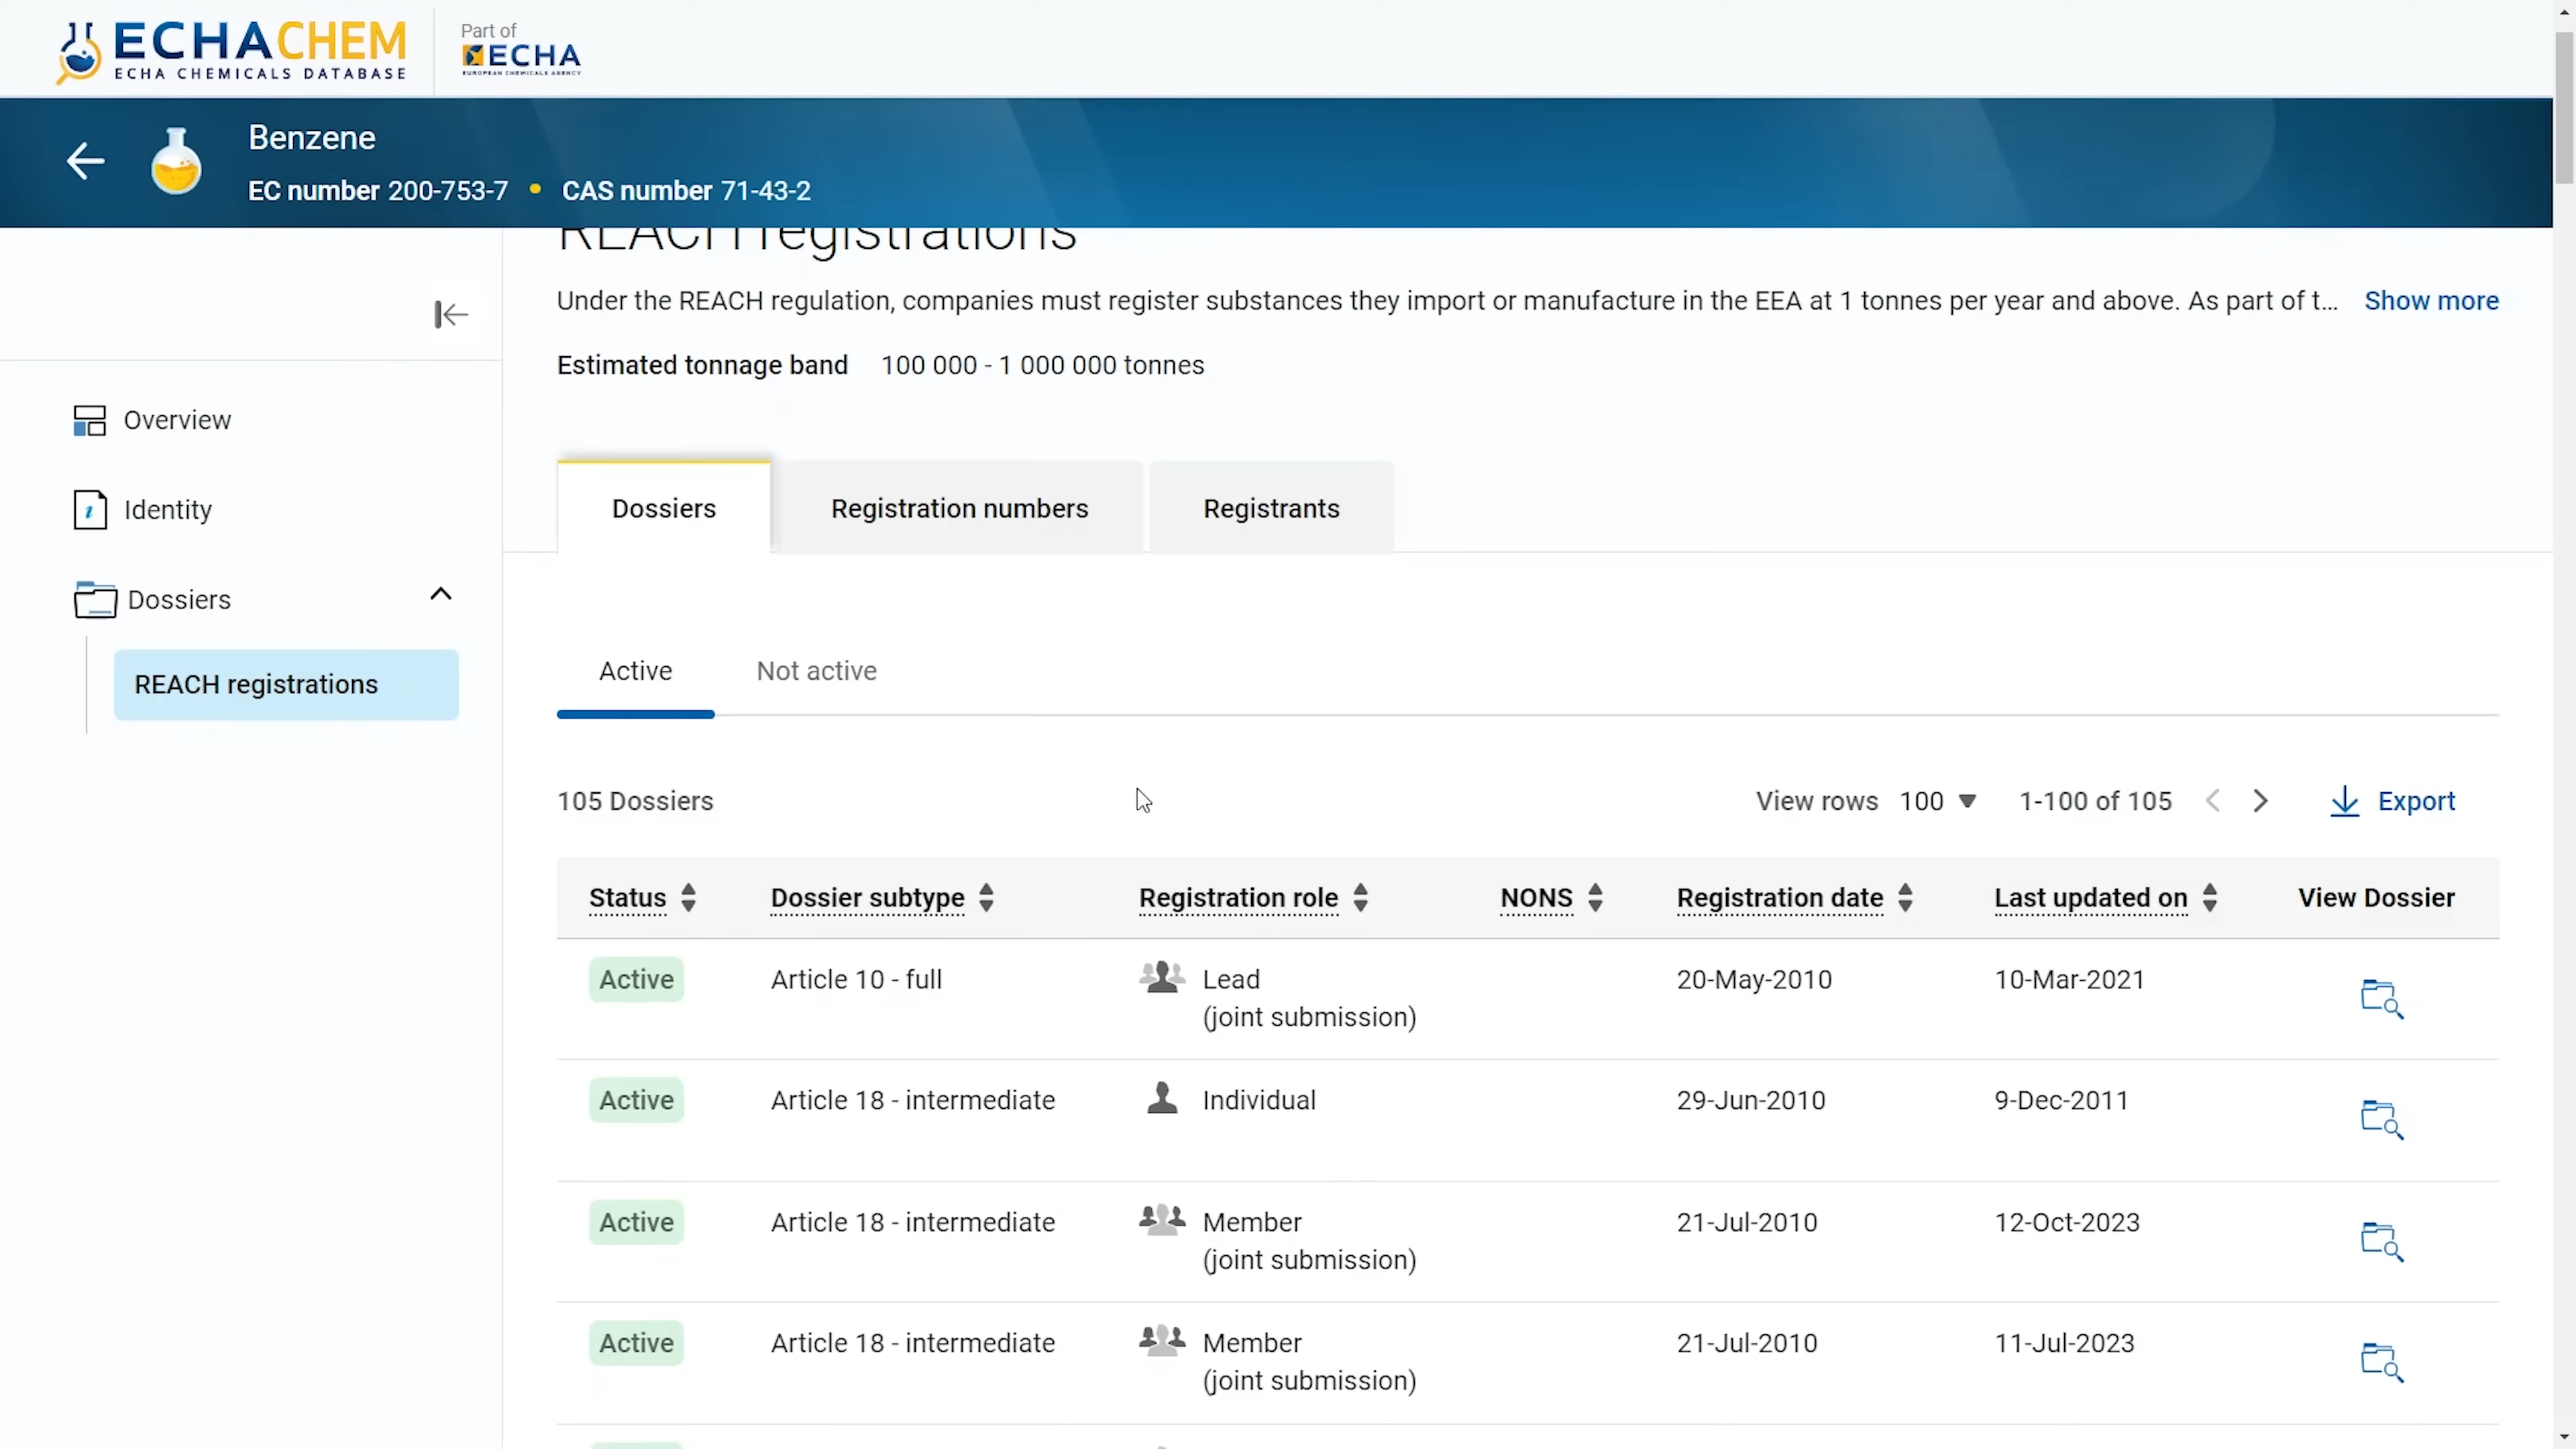 ECHACHEM
ECHA CHEMICALS DATABASE
Part of
ECHA
EUROPEAN CHEMICALS AGENCY
Benzene
EC number 200-753-7 • CAS number 71-43-2
REACH registrations
Under the REACH regulation, companies must register substances they import or manufacture in the EEA at 1 tonnes per year and above. As part of t... Show more
Estimated tonnage band 100 000 - 1 000 000 tonnes
Overview
Identity
Dossiers
REACH registrations
Dossiers Registration numbers Registrants
Active Not active
105 Dossiers View rows 100 1-100 of 105 Export
Status Dossier subtype Registration role NONS Registration date Last updated on View Dossier
Active Article 10 - full Lead 20-May-2010 10-Mar-2021
(joint submission)
Active Article 18 - intermediate Individual 29-Jun-2010 9-Dec-2011
Active Article 18 - intermediate Member 21-Jul-2010 12-Oct-2023
(joint submission)
Active Article 18 - intermediate Member 21-Jul-2010 11-Jul-2023
(joint submission)